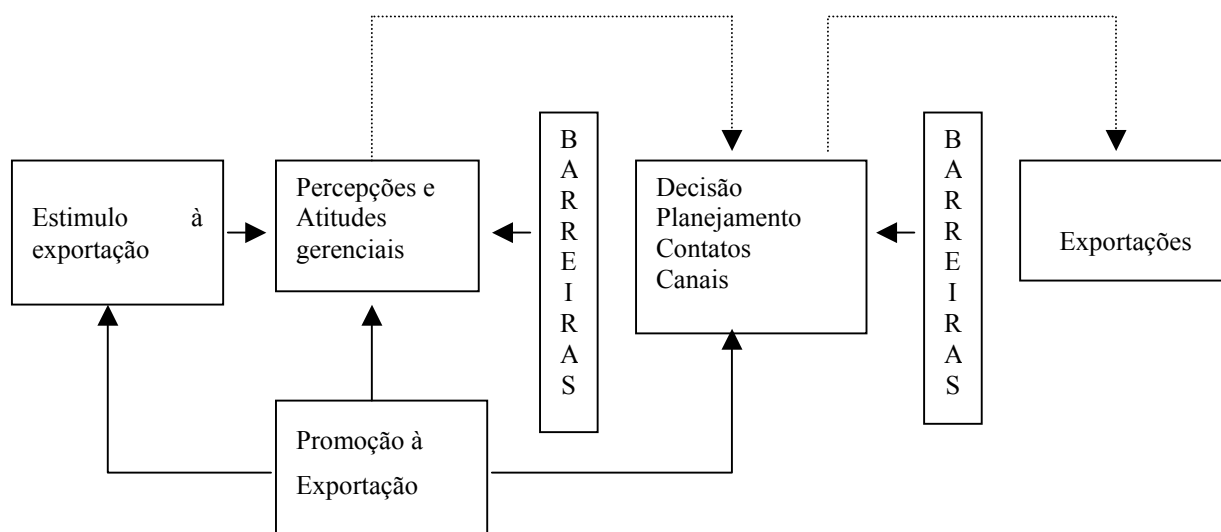 Estimulo à
exportação
Percepções e
Atitudes
gerenciais
B
A
R
R
E
I
R
A
S
Decisão
Planejamento
Contatos
Canais
B
A
R
R
E
I
R
A
S
Exportações
Promoção à
Exportação